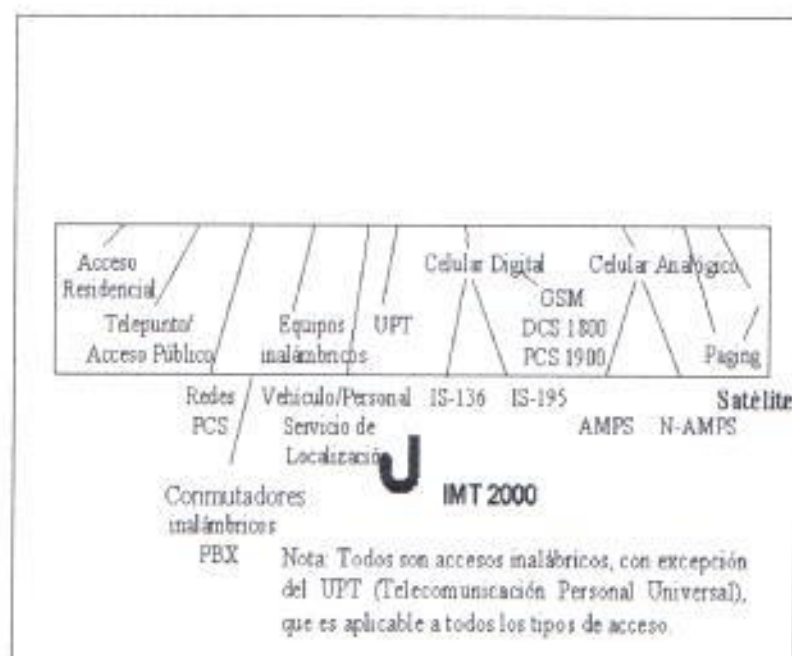 Acceso
Residencial
Telepunto/
Acceso Público
Equipos
inalámbricos
UPT
Celular Digital
GSM
DCS 1800
PCS 1900
Celular Analógico
Paging
Redes
PCS
Vehículo/Personal
Servicio de
Localización
IS-136
IS-195
AMPS
N-AMPS
Satélite
Conmutadores
inalámbricos
PBX
IMT 2000
Nota: Todos son accesos inalábricos, con excepción
del UPT (Telecomunicación Personal Universal),
que es aplicable a todos los tipos de acceso.